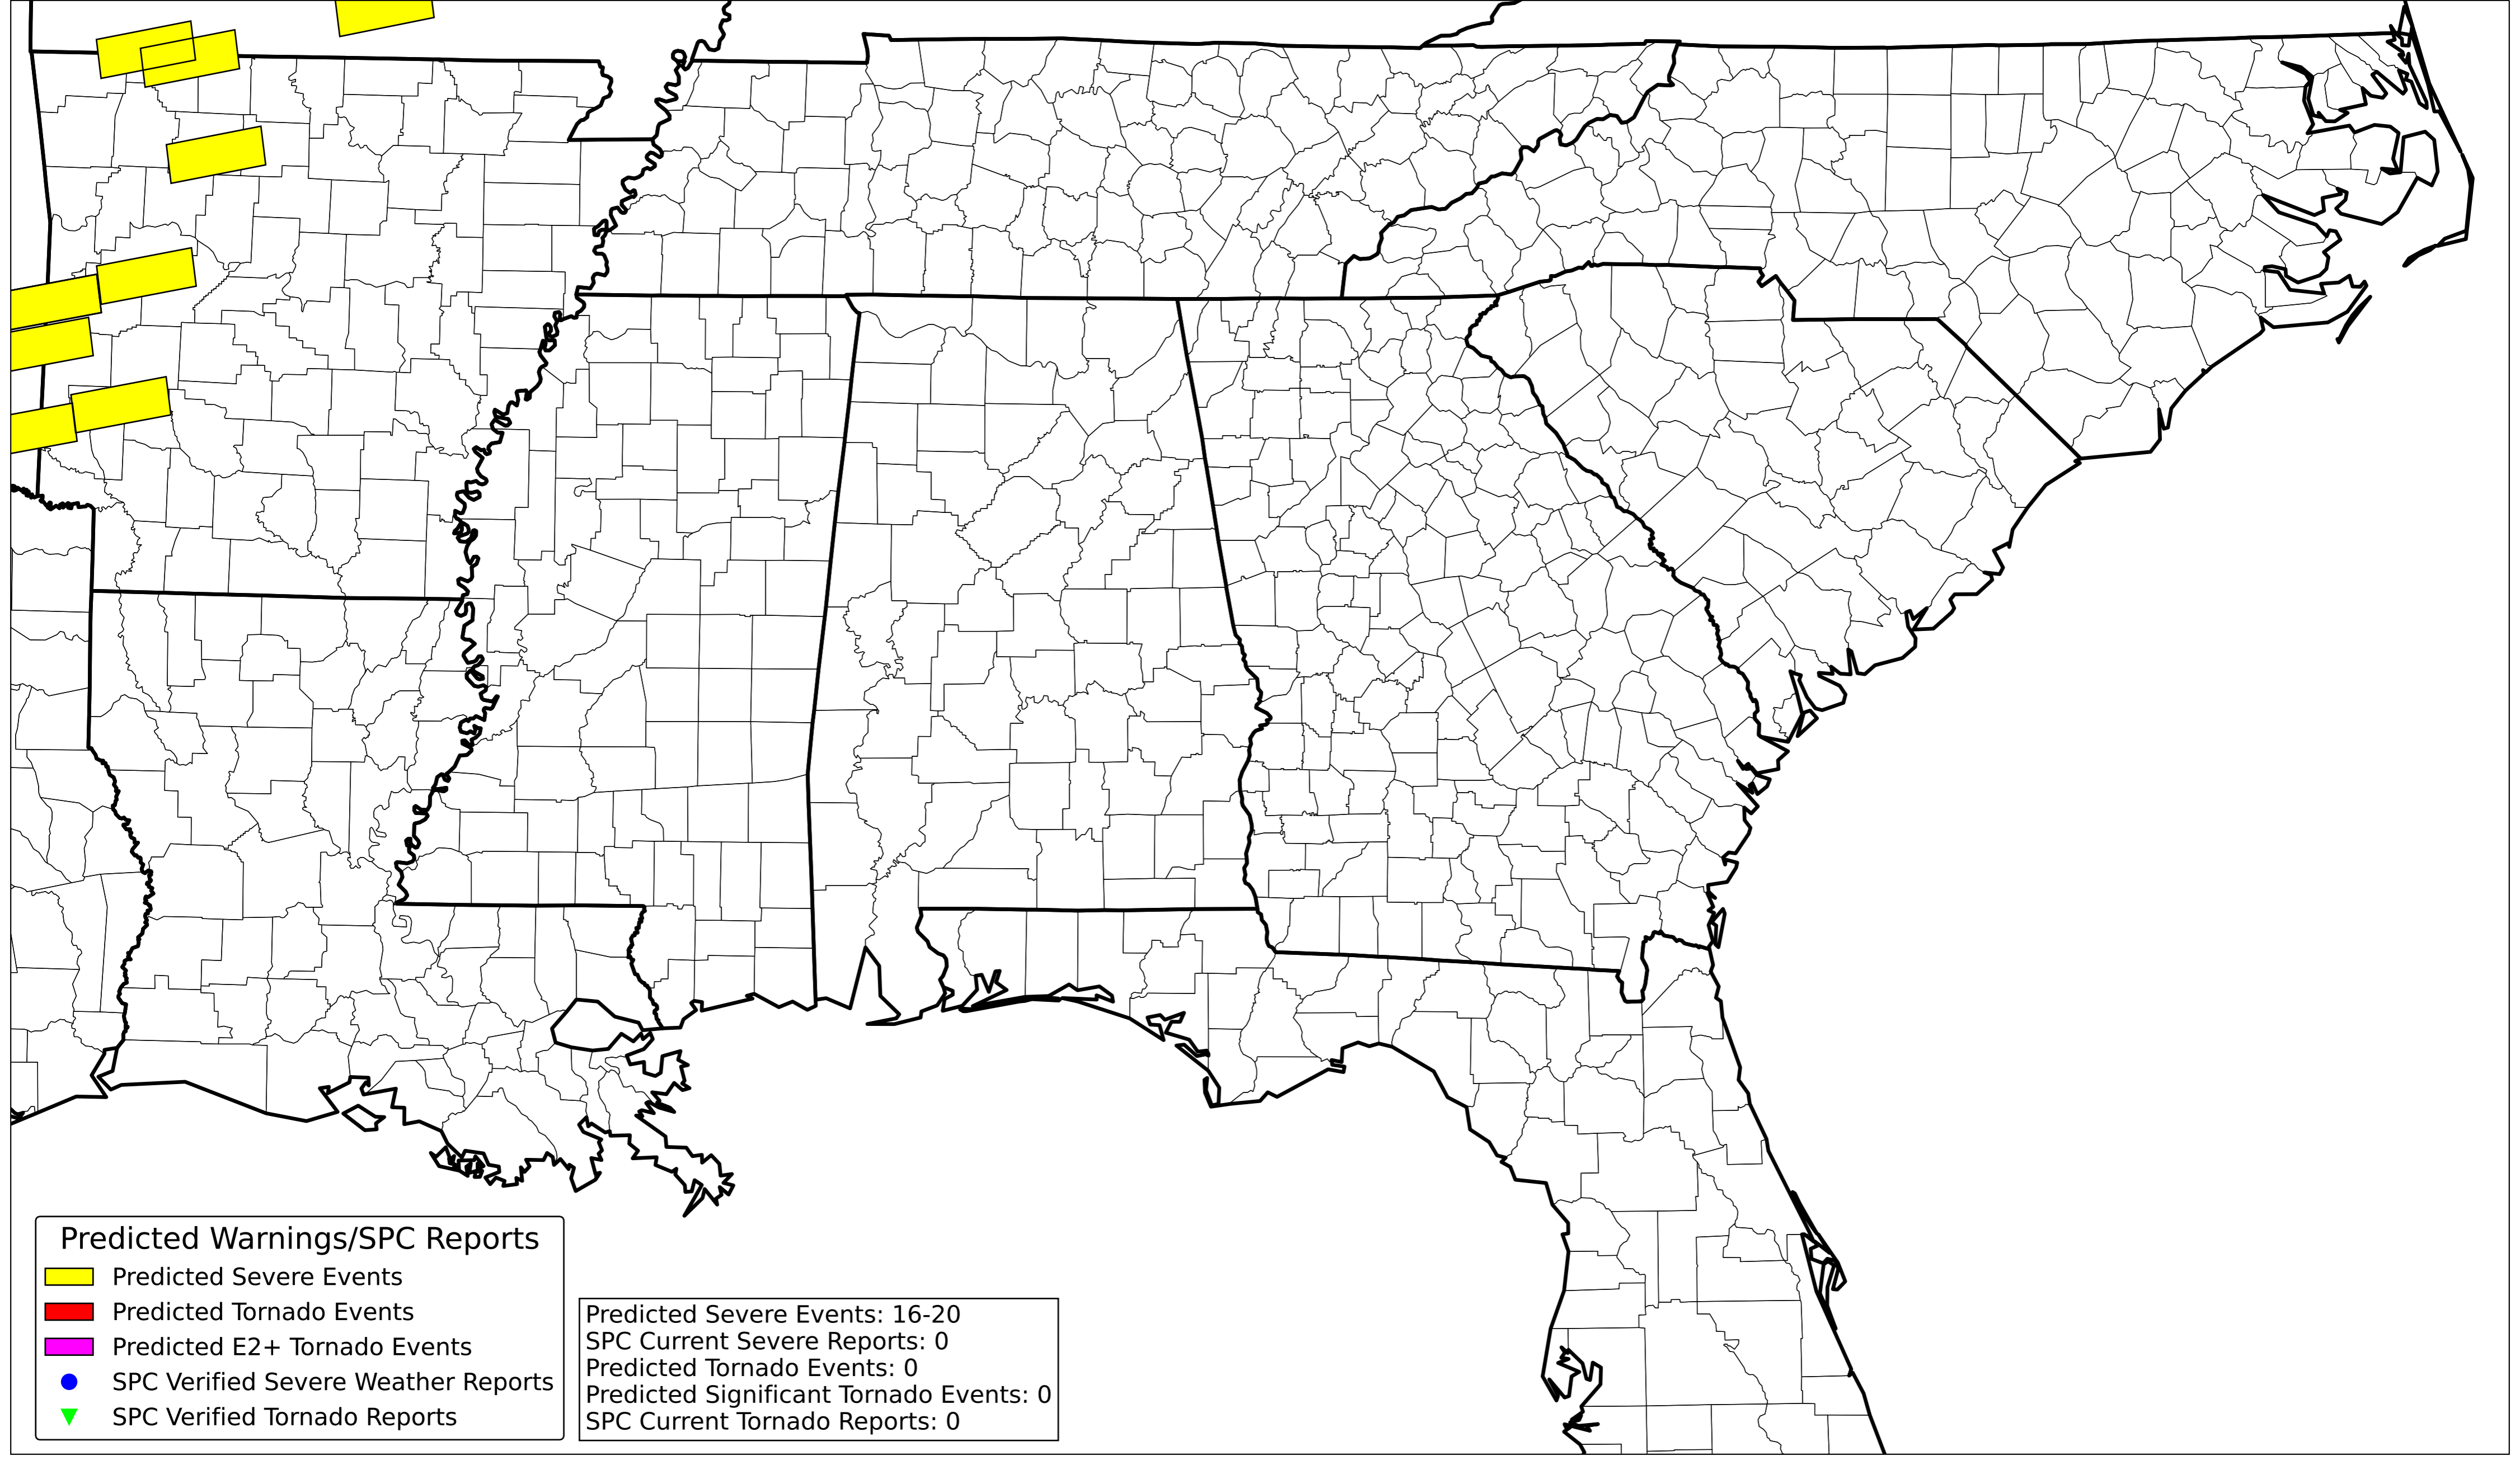 Predicted Warnings/SPC Reports
Predicted Severe Events
Predicted Tornado Events
Predicted E2+ Tornado Events
SPC Verified Severe Weather Reports
SPC Verified Tornado Reports
Predicted Severe Events: 16-20
SPC Current Severe Reports: 0
Predicted Tornado Events: 0
Predicted Significant Tornado Events: 0
SPC Current Tornado Reports: 0